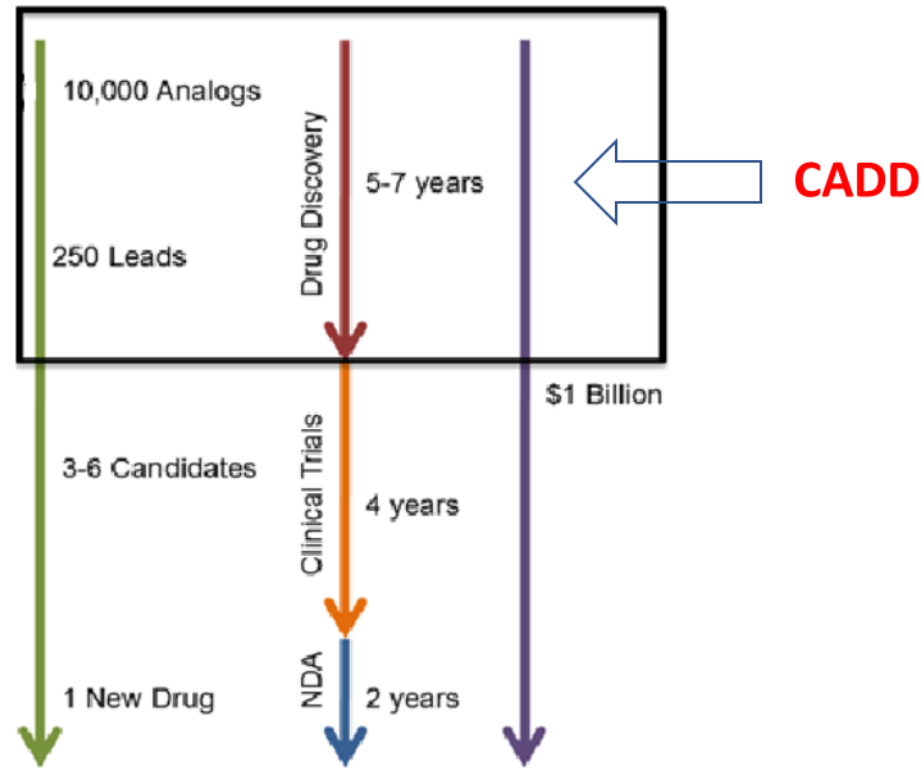 10,000 Analogs
Drug Discovery
5-7 years
CADD
250 Leads
$1 Billion
3-6 Candidates
Clinical Trials
4 years
1 New Drug
NDA
2 years